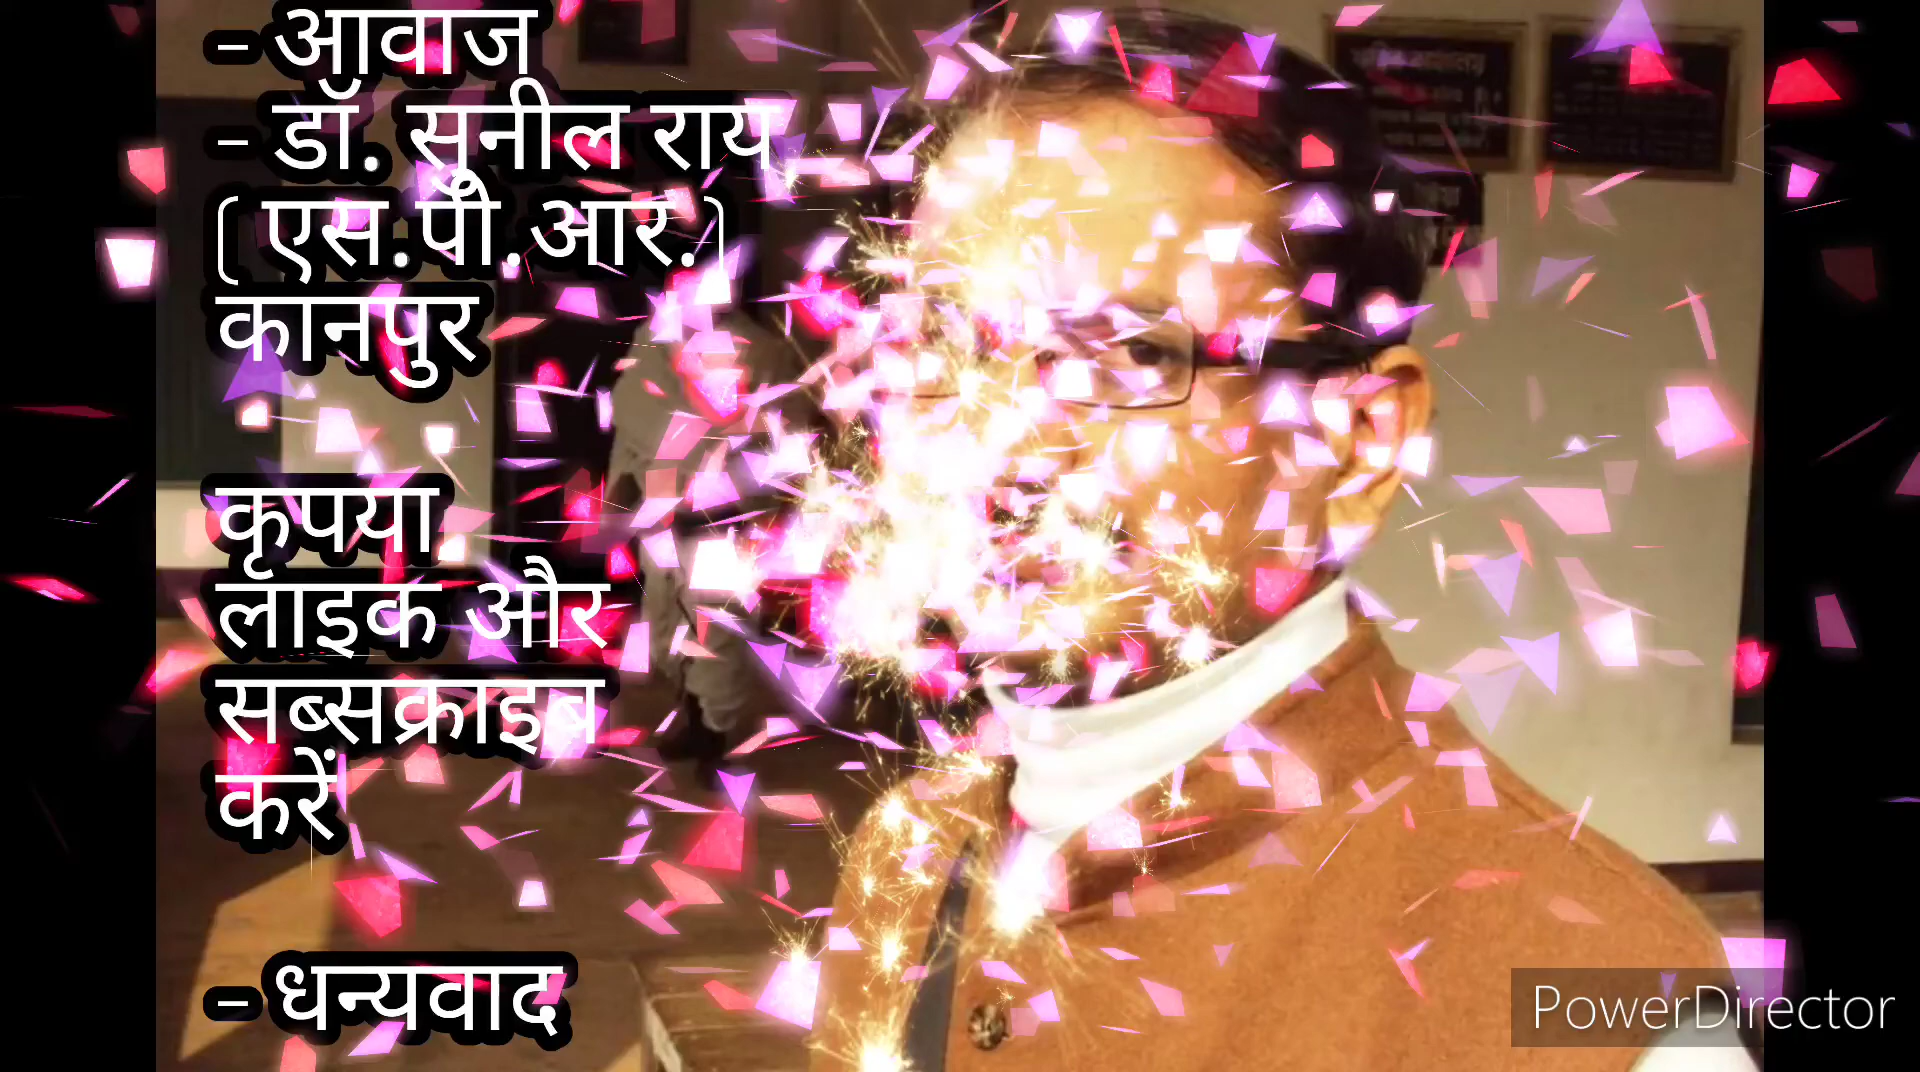 – आवाज
– डॉ. सुनील राय
( एस.पी.आर.)
कानपुर
कृपया
लाइक और
सब्सक्राइब
करें
– धन्यवाद
PowerDirector